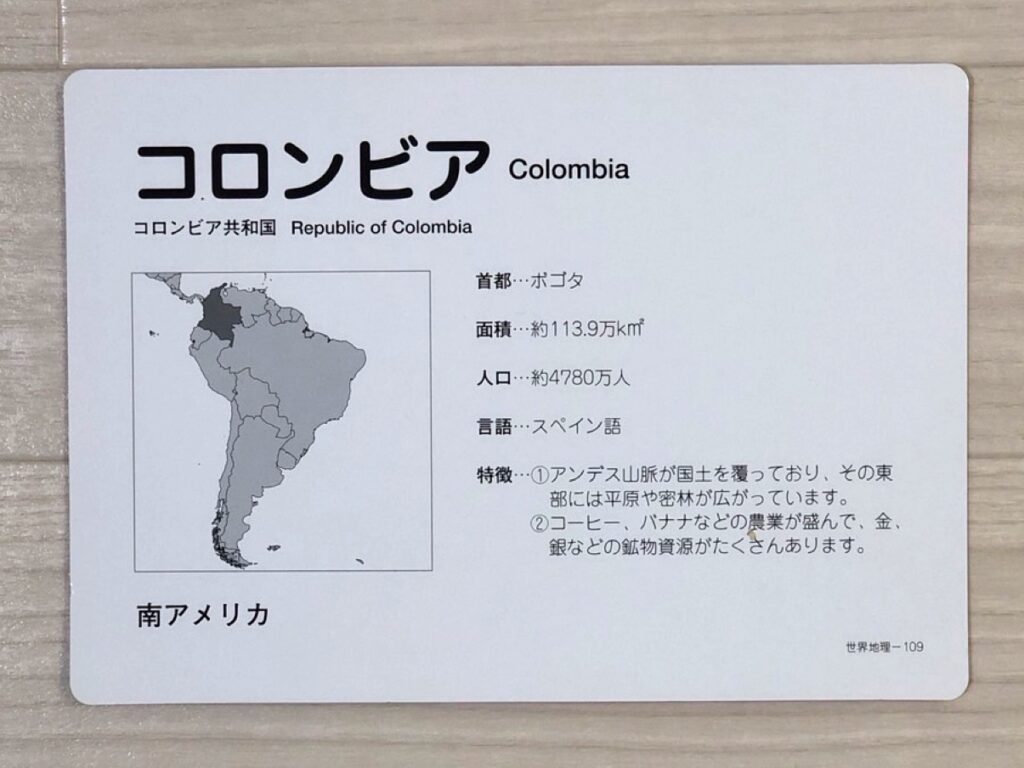 コロンビア Colombia
コロンビア共和国 Republic of Colombia
首都…ボゴタ
面積…約113.9万k㎡
人口…約4780万人
言語…スペイン語
特徴…①アンデス山脈が国土を覆っており、その東
部には平原や密林が広がっています。
②コーヒー、バナナなどの農業が盛んで、金、
銀などの鉱物資源がたくさんあります。
南アメリカ
世界地理－109